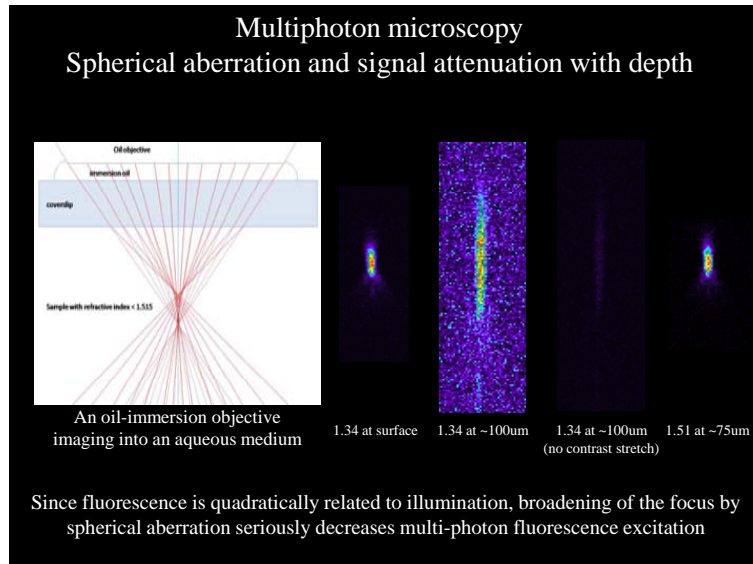 Multiphoton microscopy
Spherical aberration and signal attenuation with depth
Oil objective
immersion oil
coverslip
Sample with refractive index < 1.515
An oil-immersion objective
imaging into an aqueous medium
1.34 at surface
1.34 at ~100um
1.34 at ~100um
(no contrast stretch)
1.51 at ~75um
Since fluorescence is quadratically related to illumination, broadening of the focus by
spherical aberration seriously decreases multi-photon fluorescence excitation